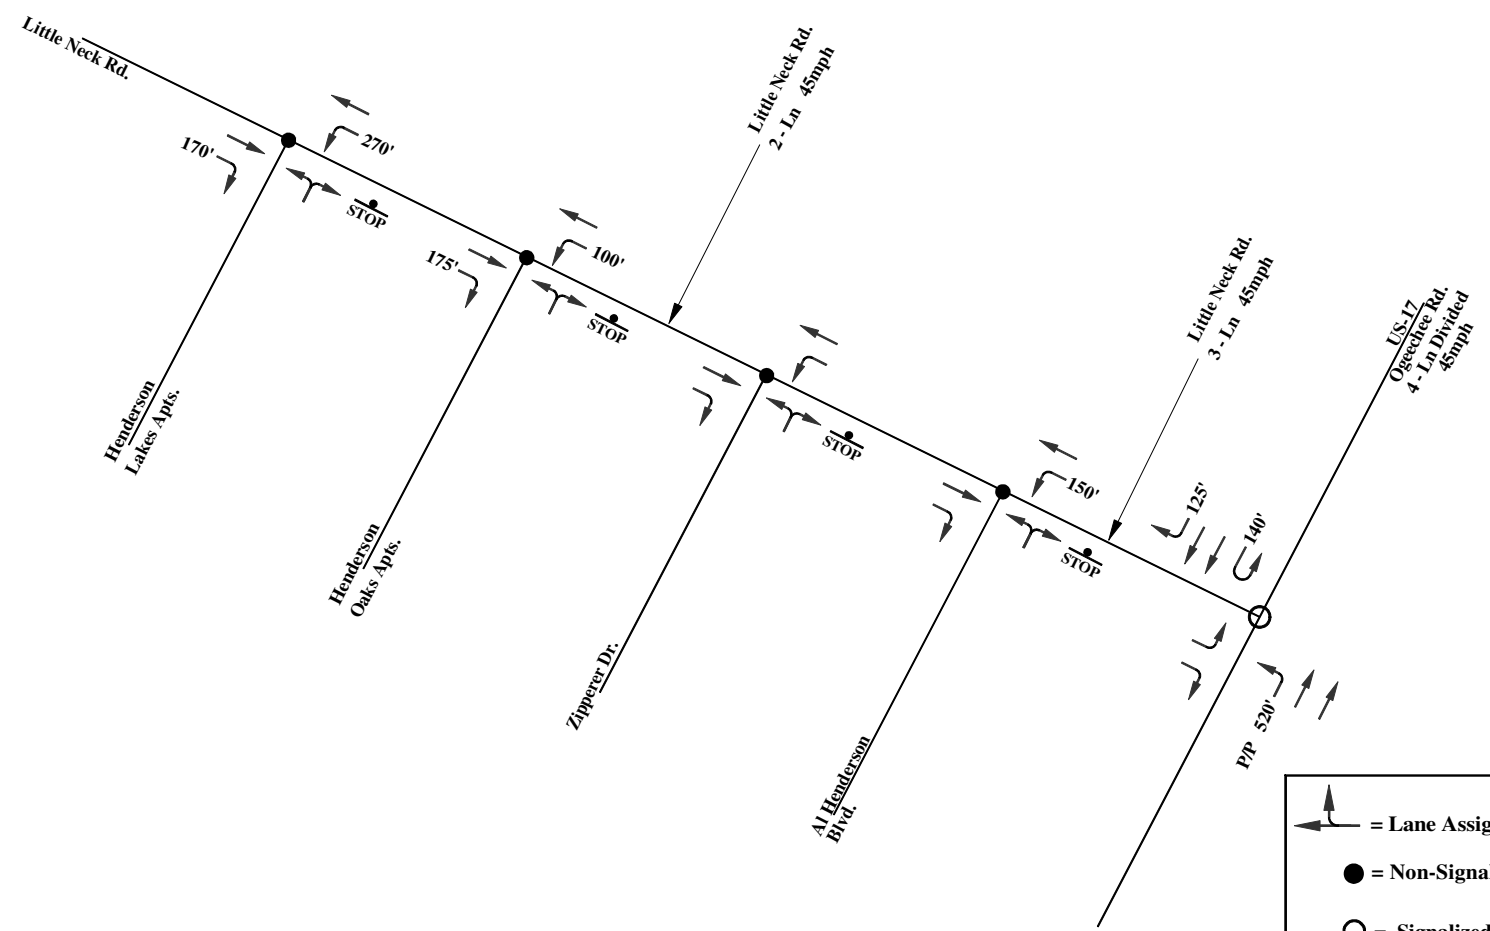 Little Neck Rd.
170'
270'
STOP
175'
100'
STOP
Little Neck Rd.
2 - Ln 45mph
STOP
Little Neck Rd.
3 - Ln 45mph
150'
STOP
125'
140'
US-17
Ogeechee Rd.
4 - Ln Divided
45mph
P/P 520'
Henderson
Lakes Apts.
Henderson
Oaks Apts.
Zipperer Dr.
Al Henderson
Blvd.
= Lane Assig
= Non-Signal
= Signalized